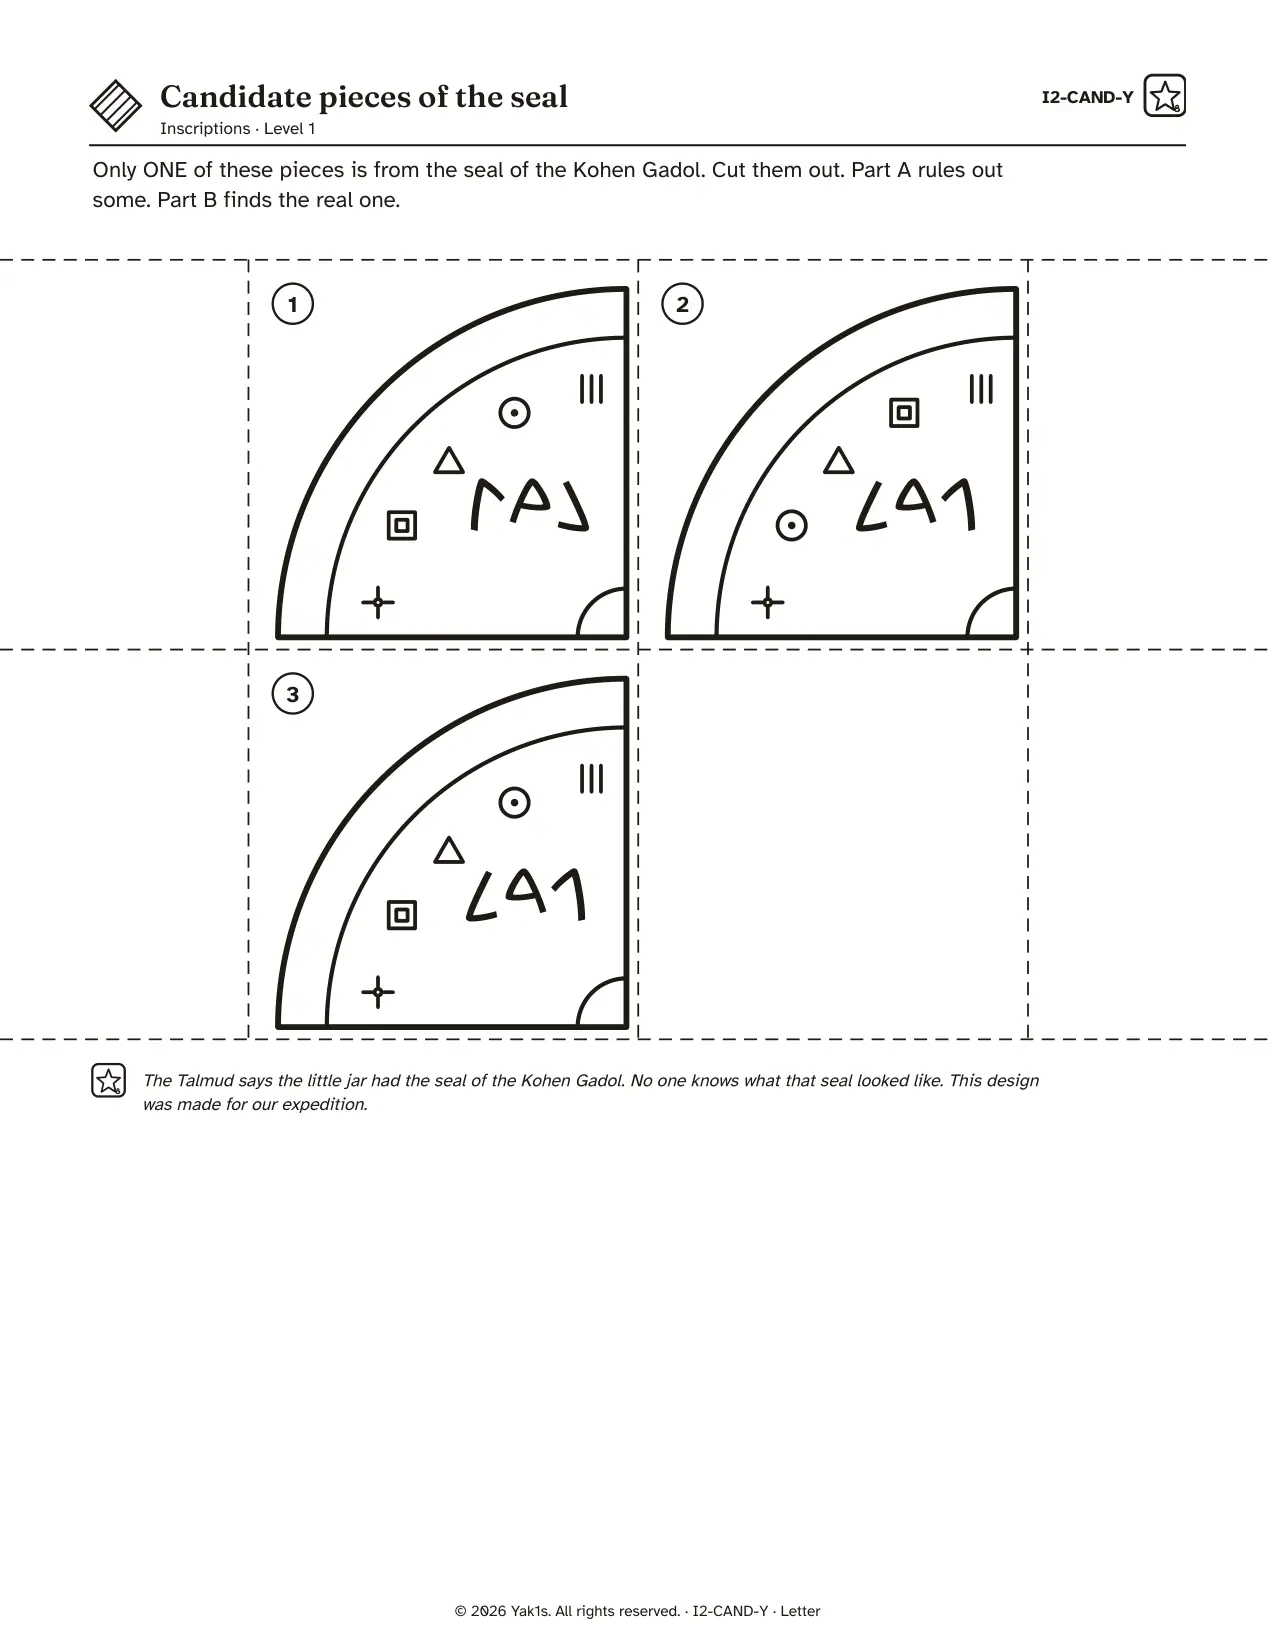 Candidate pieces of the seal
Inscriptions · Level 1
I2-CAND-Y
Only ONE of these pieces is from the seal of the Kohen Gadol. Cut them out. Part A rules out
some. Part B finds the real one.
1
2
3
The Talmud says the little jar had the seal of the Kohen Gadol. No one knows what that seal looked like. This design
was made for our expedition.
© 2026 Yak1s. All rights reserved. · I2-CAND-Y · Letter